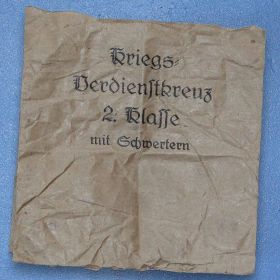 Kriegs=
Verdienſtkreuz
2. Klaſſe
mit Schwertern